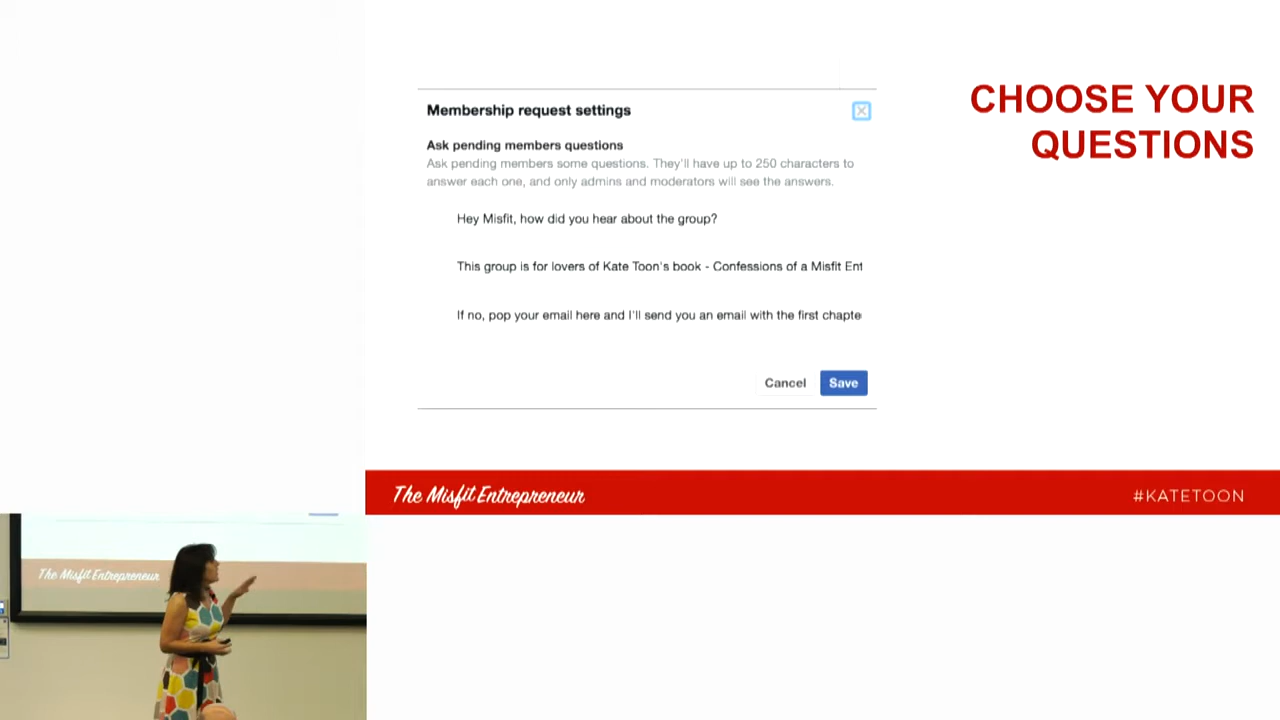 CHOOSE YOUR
QUESTIONS
Membership request settings
Ask pending members questions
Ask pending members some questions. They'll have up to 250 characters to
answer each one, and only admins and moderators will see the answers.
Hey Misfit, how did you hear about the group?
This group is for lovers of Kate Toon's book - Confessions of a Misfit Ent
If no, pop your email here and I'll send you an email with the first chapte
Cancel Save
The Misfit Entrepreneur #KATETOON
The Misfit Entrepreneur